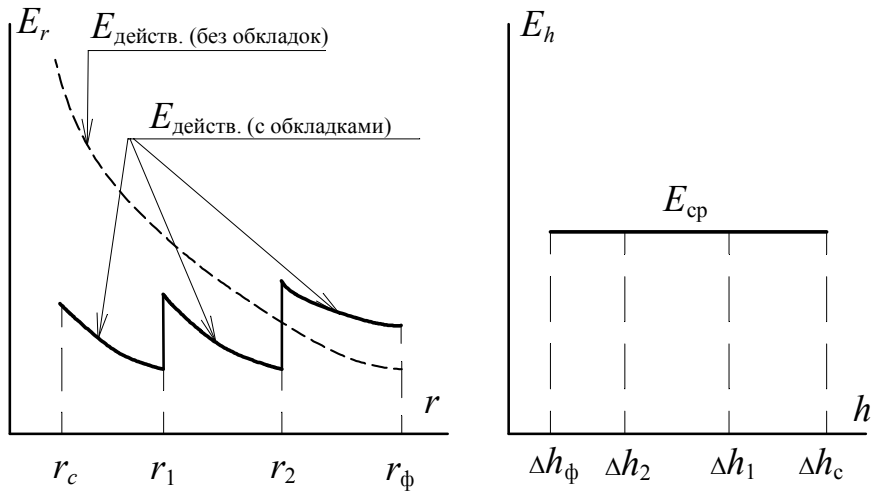 E_r
E_действ. (без обкладок)
E_действ. (с обкладками)
r
r_c r_1 r_2 r_ф
E_h
E_ср
h
Δh_ф Δh_2 Δh_1 Δh_с